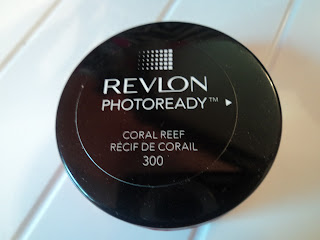 REVLON
PHOTOREADY™
CORAL REEF
RÉCIF DE CORAIL
300